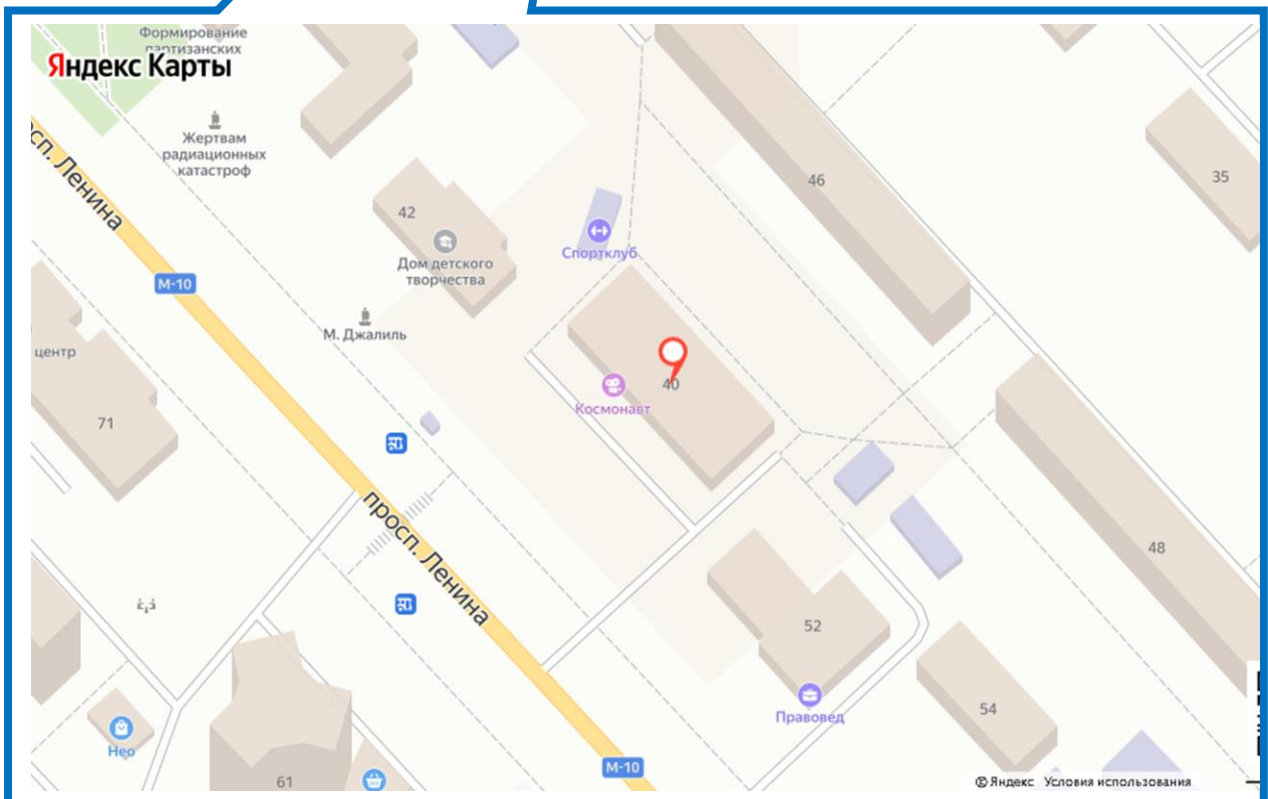 Формирование
партизанских
Яндекс Карты
Жертвам
радиационных
катастроф
просп. Ленина
М-10
42
Дом детского
творчества
Спортклуб
46
35
М. Джалиль
центр
71
Космонавт
40
просп. Ленина
48
52
Правовед
54
Нео
61
М-10
© Яндекс Условия использования